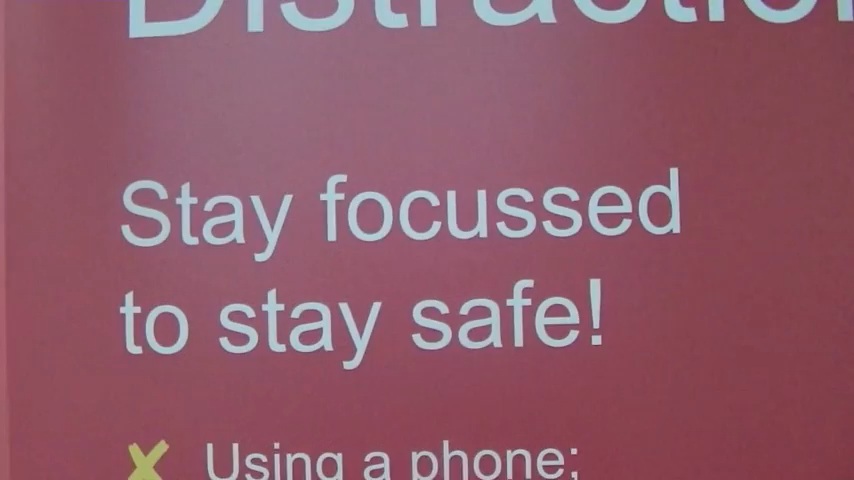 Distraction
Stay focussed
to stay safe!
✘ Using a phone;